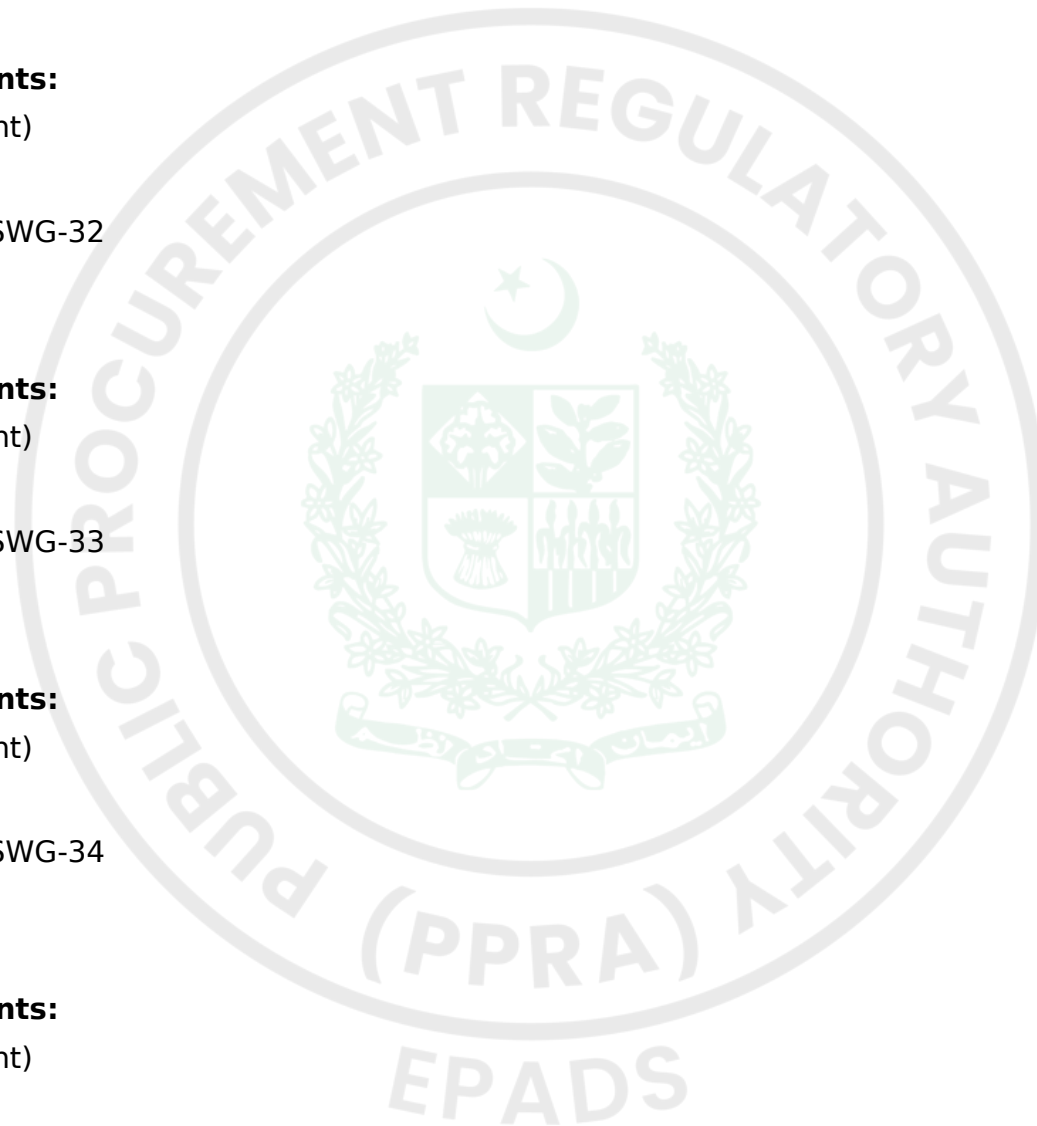 nts:
nt)
SWG-32
nts:
nt)
SWG-33
nts:
nt)
SWG-34
nts:
nt)
PUBLIC PROCUREMENT REGULATORY AUTHORITY
(PPRA)
EPADS